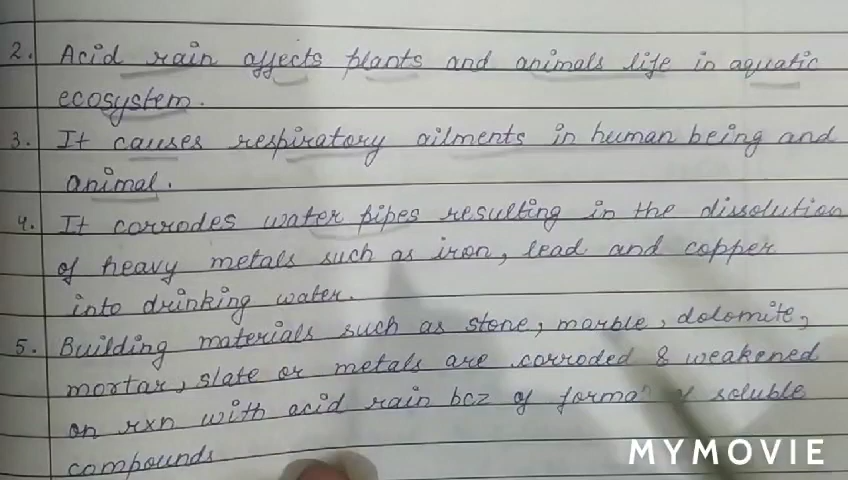 2. Acid rain affects plants and animals life in aquatic
ecosystem.
3. It causes respiratory ailments in human being and
animal.
4. It corrodes water pipes resulting in the dissolution
of heavy metals such as iron, lead and copper
into drinking water.
5. Building materials such as stone, marble, dolomite,
mortar, slate or metals are corroded & weakened
on rxn with acid rain bcz of soluble
compounds
MYMOVIE